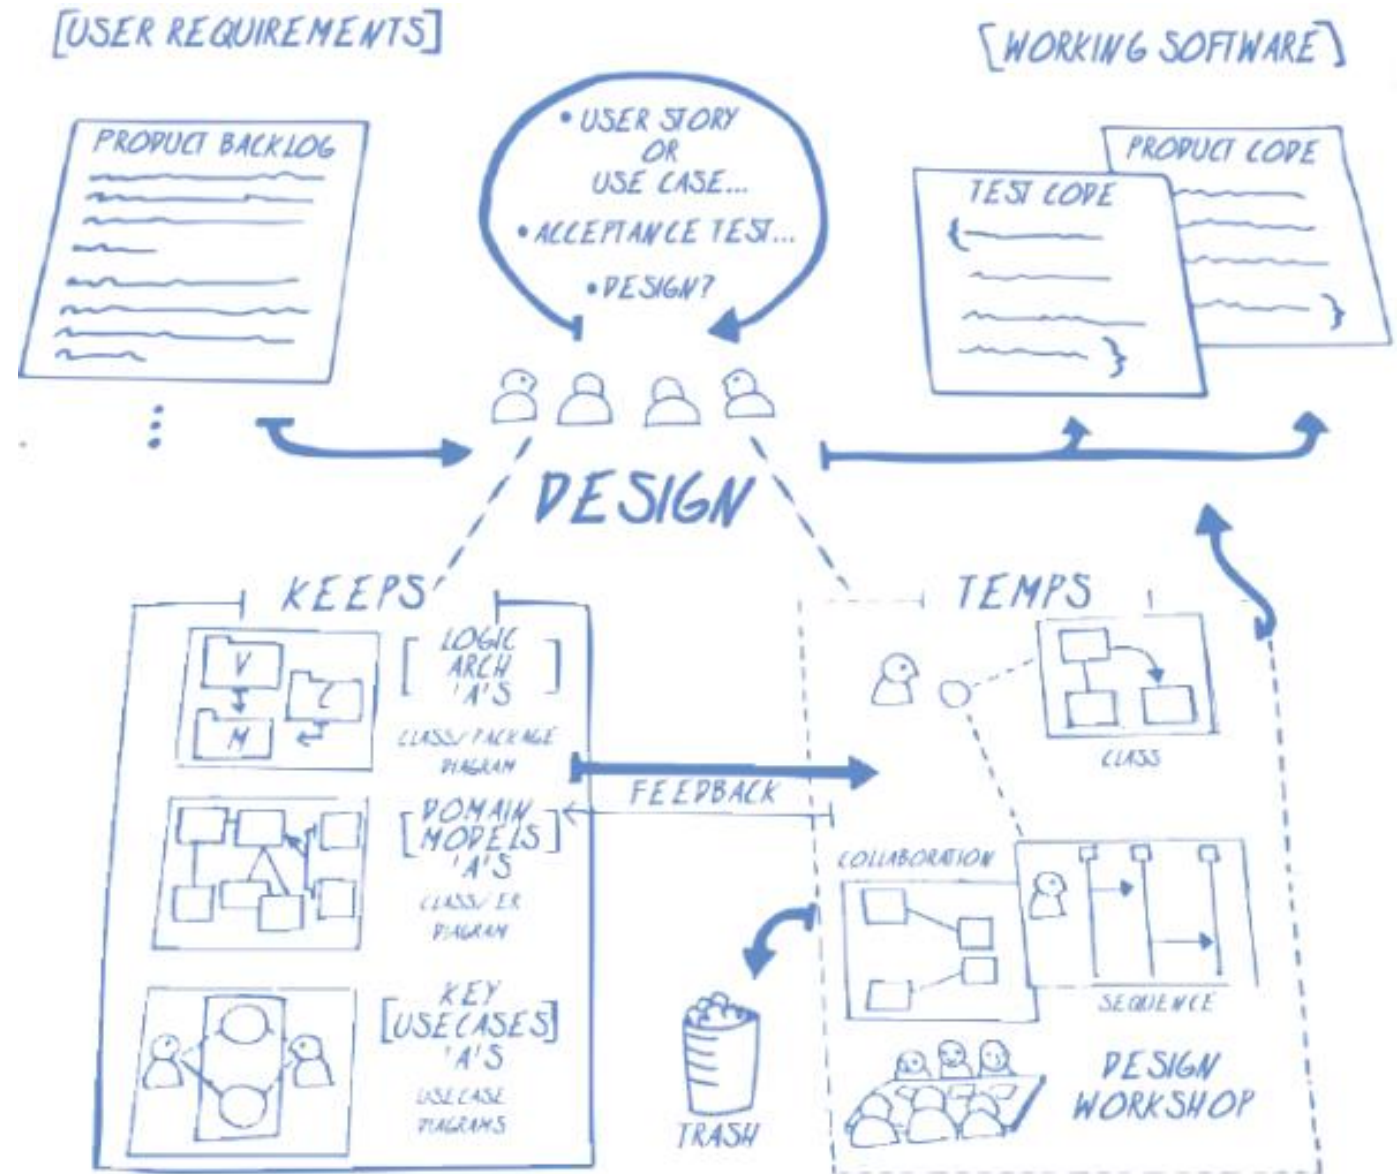 [USER REQUIREMENTS]
[WORKING SOFTWARE]
PRODUCT BACKLOG
• USER STORY
OR
USE CASE...
• ACCEPTANCE TEST...
• DESIGN?
TEST CODE
PRODUCT CODE
DESIGN
KEEPS
V
C
M
[LOGIC
ARCH
'A'S]
CLASS/PACKAGE
DIAGRAM
[DOMAIN
MODELS]
'A'S
CLASS/ER
DIAGRAM
KEY
[USECASES]
'A'S
USECASE
DIAGRAMS
FEEDBACK
TRASH
TEMPS
CLASS
COLLABORATION
SEQUENCE
DESIGN
WORKSHOP